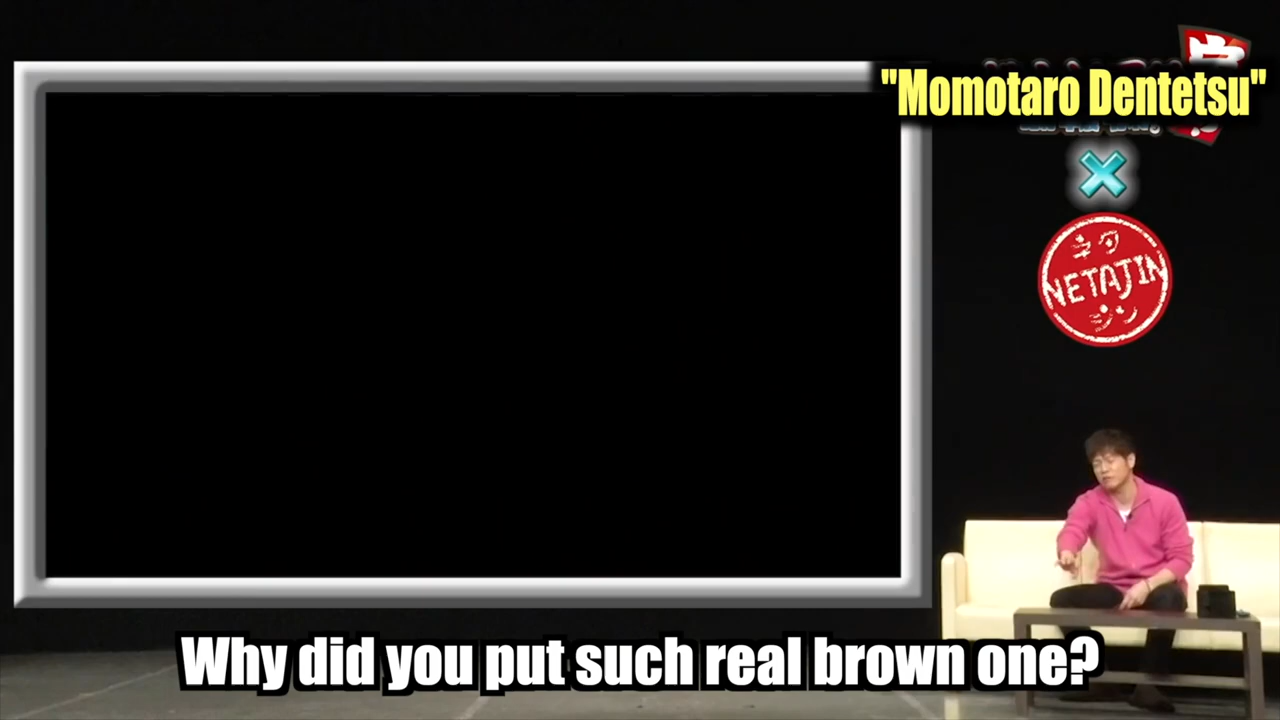 "Momotaro Dentetsu"
ネタ
NETAJIN
ジン
Why did you put such real brown one?